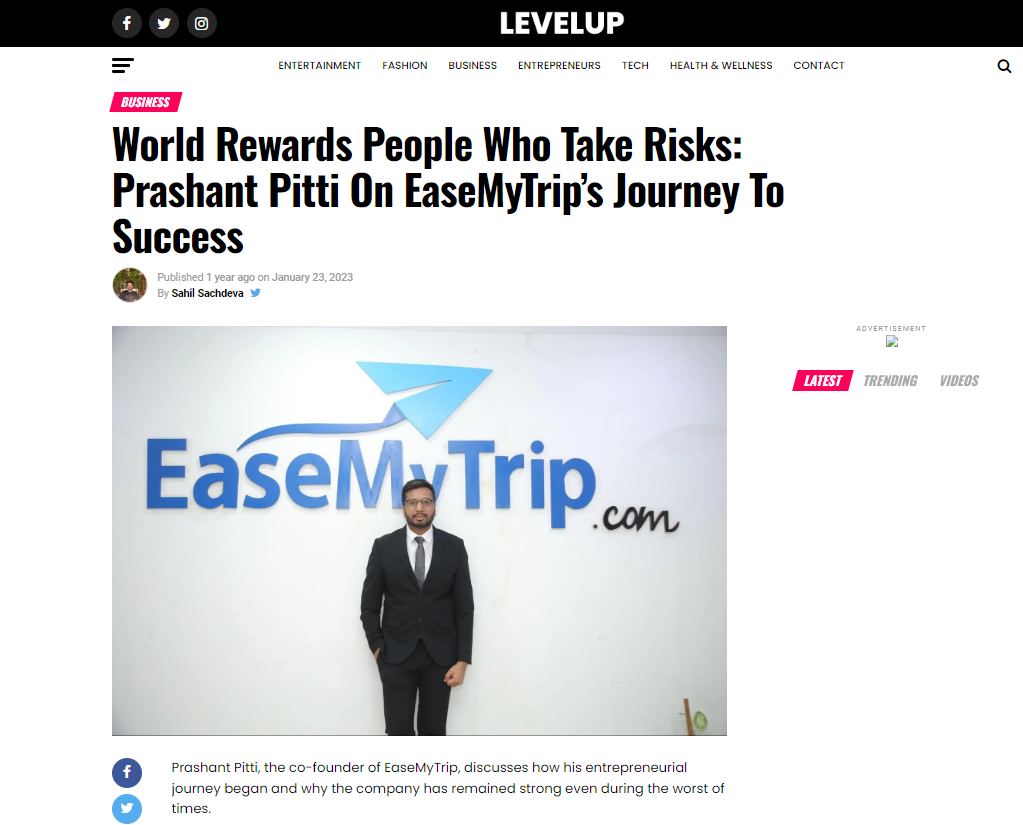 LEVELUP
ENTERTAINMENT FASHION BUSINESS ENTREPRENEURS TECH HEALTH & WELLNESS CONTACT
BUSINESS
World Rewards People Who Take Risks:
Prashant Pitti On EaseMyTrip’s Journey To
Success
Published 1 year ago on January 23, 2023
By Sahil Sachdeva
ADVERTISEMENT
LATEST TRENDING VIDEOS
EaseMyTrip
.com
Prashant Pitti, the co-founder of EaseMyTrip, discusses how his entrepreneurial
journey began and why the company has remained strong even during the worst of
times.